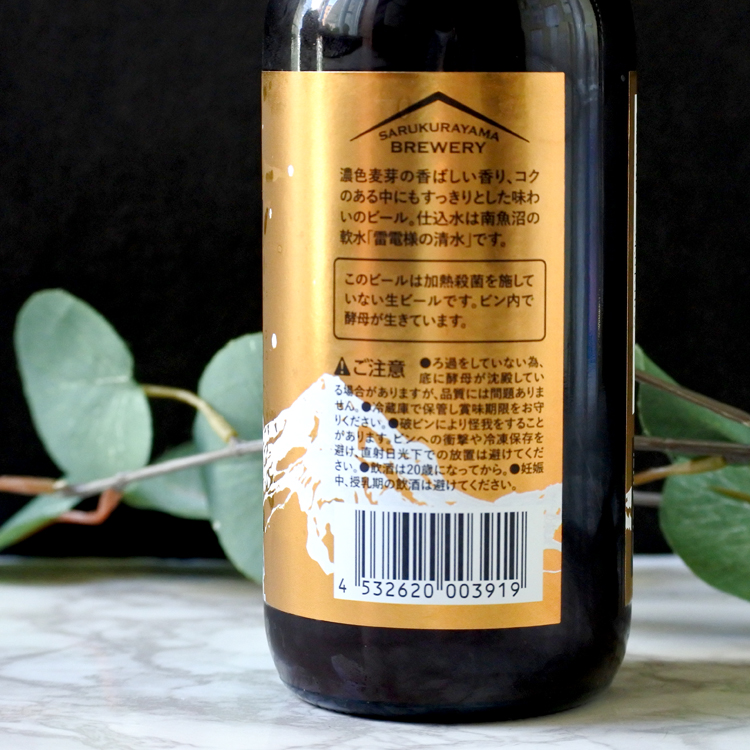 SARUKURAYAMA
BREWERY
濃色麦芽の香ばしい香り、コク
のある中にもすっきりとした味わ
いのビール。仕込水は南魚沼の
軟水「雷電様の清水」です。
このビールは加熱殺菌を施して
いない生ビールです。ビン内で
酵母が生きています。
ご注意 ●ろ過をしていない為、
底に酵母が沈殿してい
る場合がありますが、品質には問題ありま
せん。●冷蔵庫で保管し賞味期限をお守
りください。●破ビンにより怪我をすること
があります。ビンへの衝撃や冷凍保存を
避け、直射日光下での放置は避けてくだ
さい。●飲酒は20歳になってから。●妊娠
中、授乳期の飲酒は避けてください。
4 532620 003919